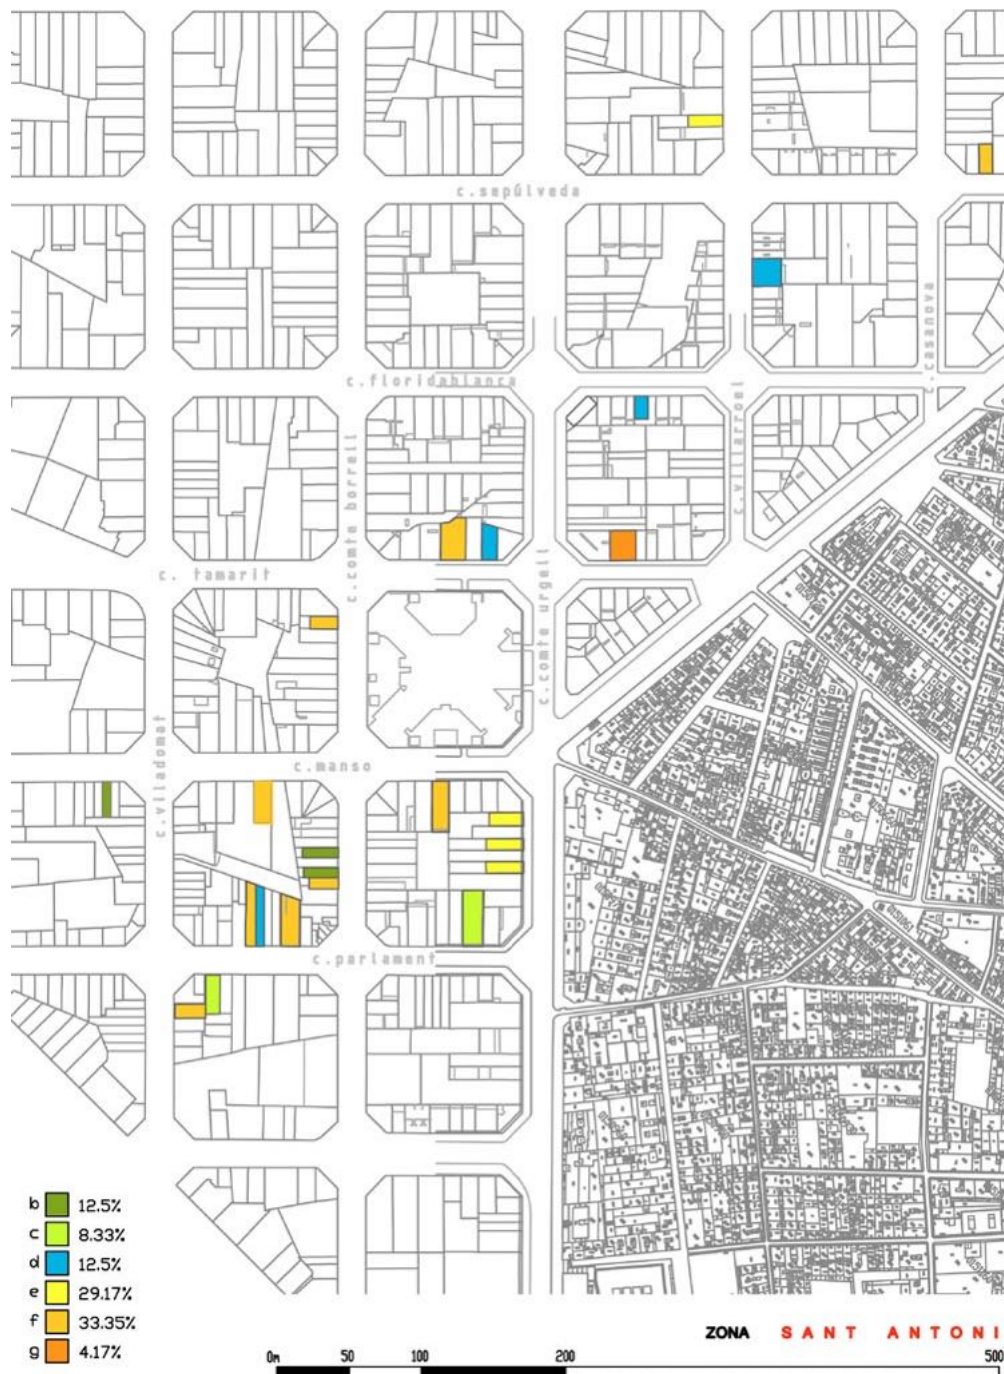 c.sepúlveda
c.casanova
c.floridablanca
c.villarroel
c.comte borrell
c. tamarit
c.comte urgell
c.viladomat
c.manso
c.parlament
b 12.5%
c 8.33%
d 12.5%
e 29.17%
f 33.35%
g 4.17%
ZONA SANT ANTONI
0m 50 100 200 500